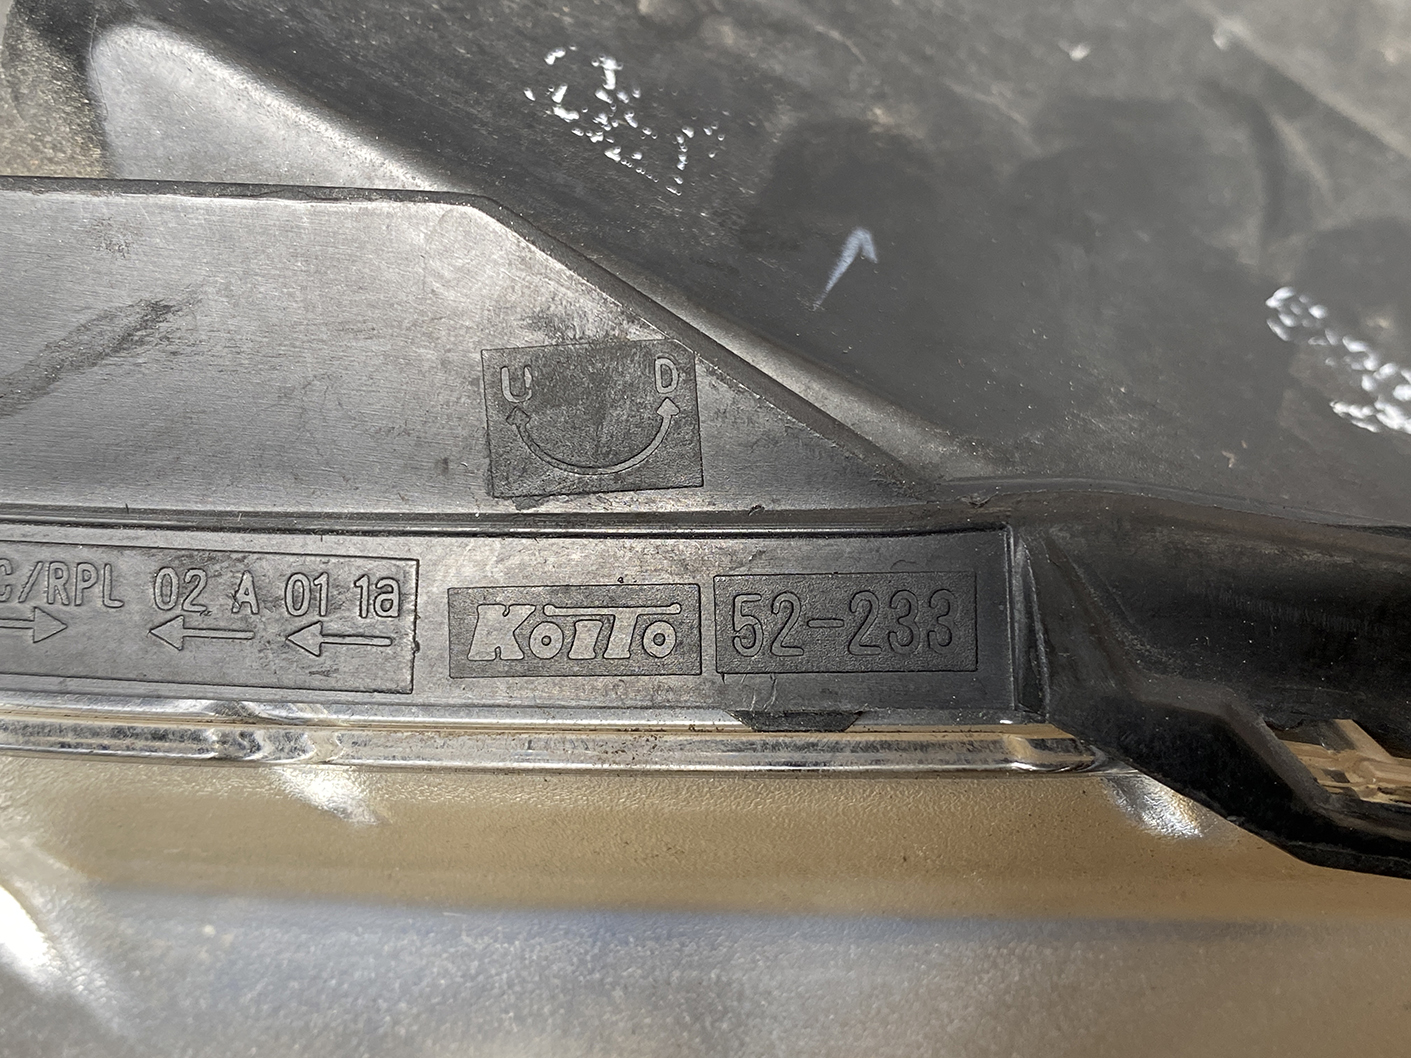 U D
C/RPL 02 A 01 1a
KOITO
52-233